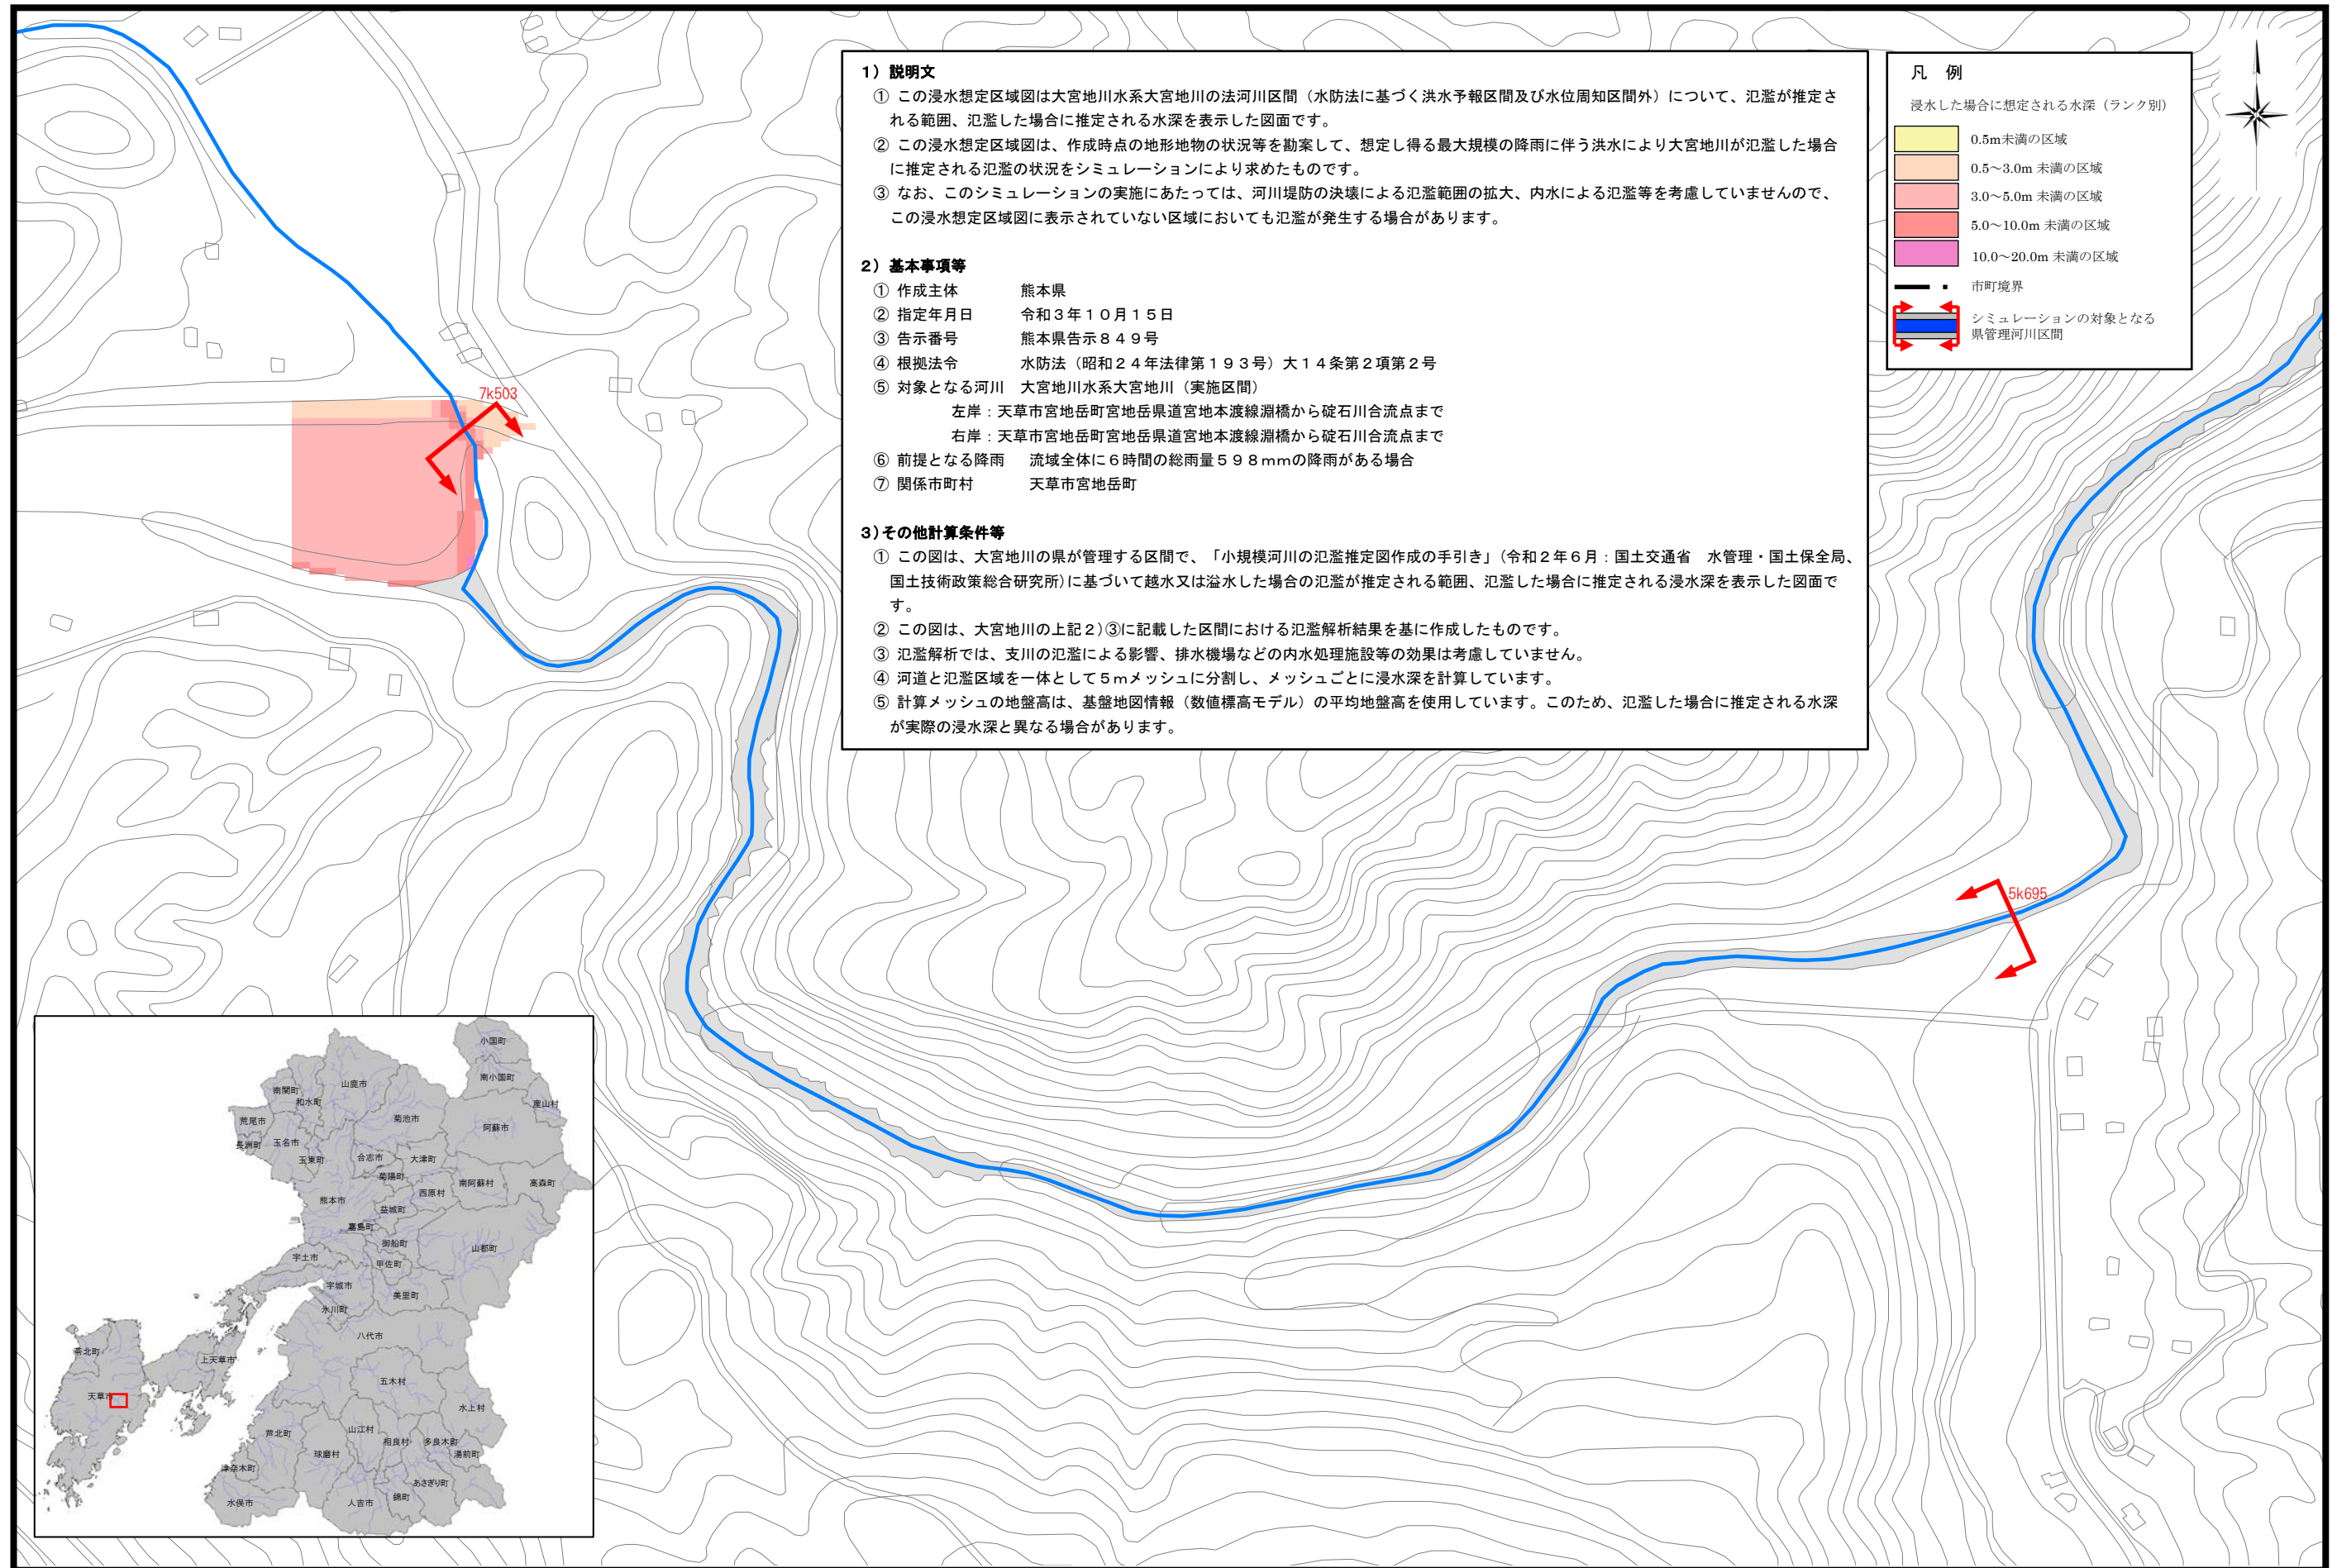 1）説明文
① この浸水想定区域図は大宮地川水系大宮地川の法河川区間（水防法に基づく洪水予報区間及び水位周知区間外）について、氾濫が推定さ
れる範囲、氾濫した場合に推定される水深を表示した図面です。
② この浸水想定区域図は、作成時点の地形地物の状況等を勘案して、想定し得る最大規模の降雨に伴う洪水により大宮地川が氾濫した場合
に推定される氾濫の状況をシミュレーションにより求めたものです。
③ なお、このシミュレーションの実施にあたっては、河川堤防の決壊による氾濫範囲の拡大、内水による氾濫等を考慮していませんので、
この浸水想定区域図に表示されていない区域においても氾濫が発生する場合があります。
2）基本事項等
① 作成主体　熊本県
② 指定年月日　令和３年１０月１５日
③ 告示番号　熊本県告示８４９号
④ 根拠法令　水防法（昭和２４年法律第１９３号）大１４条第２項第２号
⑤ 対象となる河川　大宮地川水系大宮地川（実施区間）
左岸：天草市宮地岳町宮地岳県道宮地本渡線淵橋から碇石川合流点まで
右岸：天草市宮地岳町宮地岳県道宮地本渡線淵橋から碇石川合流点まで
⑥ 前提となる降雨　流域全体に６時間の総雨量５９８mmの降雨がある場合
⑦ 関係市町村　天草市宮地岳町
3）その他計算条件等
① この図は、大宮地川の県が管理する区間で、「小規模河川の氾濫推定図作成の手引き」（令和２年６月：国土交通省　水管理・国土保全局、
国土技術政策総合研究所）に基づいて越水又は溢水した場合の氾濫が推定される範囲、氾濫した場合に推定される浸水深を表示した図面で
す。
② この図は、大宮地川の上記２）③に記載した区間における氾濫解析結果を基に作成したものです。
③ 氾濫解析では、支川の氾濫による影響、排水機場などの内水処理施設等の効果は考慮していません。
④ 河道と氾濫区域を一体として５ｍメッシュに分割し、メッシュごとに浸水深を計算しています。
⑤ 計算メッシュの地盤高は、基盤地図情報（数値標高モデル）の平均地盤高を使用しています。このため、氾濫した場合に推定される水深
が実際の浸水深と異なる場合があります。
凡　例
浸水した場合に想定される水深（ランク別）
0.5m未満の区域
0.5～3.0m 未満の区域
3.0～5.0m 未満の区域
5.0～10.0m 未満の区域
10.0～20.0m 未満の区域
市町境界
シミュレーションの対象となる
県管理河川区間
7k503
5k695
小国町
南小国町
産山村
南関町
和水町
山鹿市
菊池市
阿蘇市
荒尾市
長洲町
玉名市
玉東町
合志市
大津町
菊陽町
西原村
南阿蘇村
高森町
熊本市
益城町
嘉島町
御船町
山都町
宇土市
甲佐町
宇城市
美里町
氷川町
八代市
苓北町
上天草市
天草市
五木村
水上村
芦北町
山江村
球磨村
相良村
多良木町
湯前町
津奈木町
あさぎり町
錦町
水俣市
人吉市